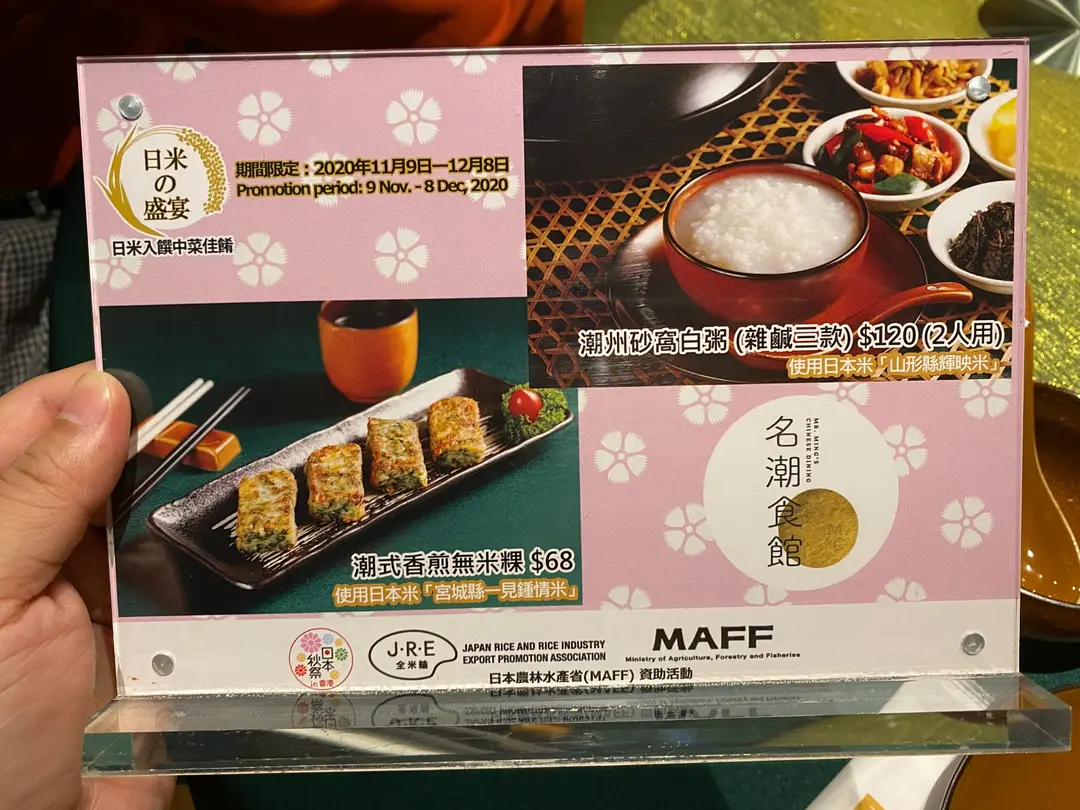 日米
の
盛宴
日米入饌中菜佳餚
期間限定：2020年11月9日—12月8日
Promotion period: 9 Nov. - 8 Dec, 2020
潮州砂窩白粥 (雜鹹三款) $120 (2人用)
使用日本米「山形縣輝映米」
潮式香煎無米粿 $68
使用日本米「宮城縣一見鍾情米」
名潮食館
MR. MING'S
CHINESE DINING
M
&C
日本
秋祭
in 香港
J·R·E
全米輸
JAPAN RICE AND RICE INDUSTRY
EXPORT PROMOTION ASSOCIATION
MAFF
Ministry of Agriculture, Forestry and Fisheries
日本農林水產省(MAFF) 資助活動